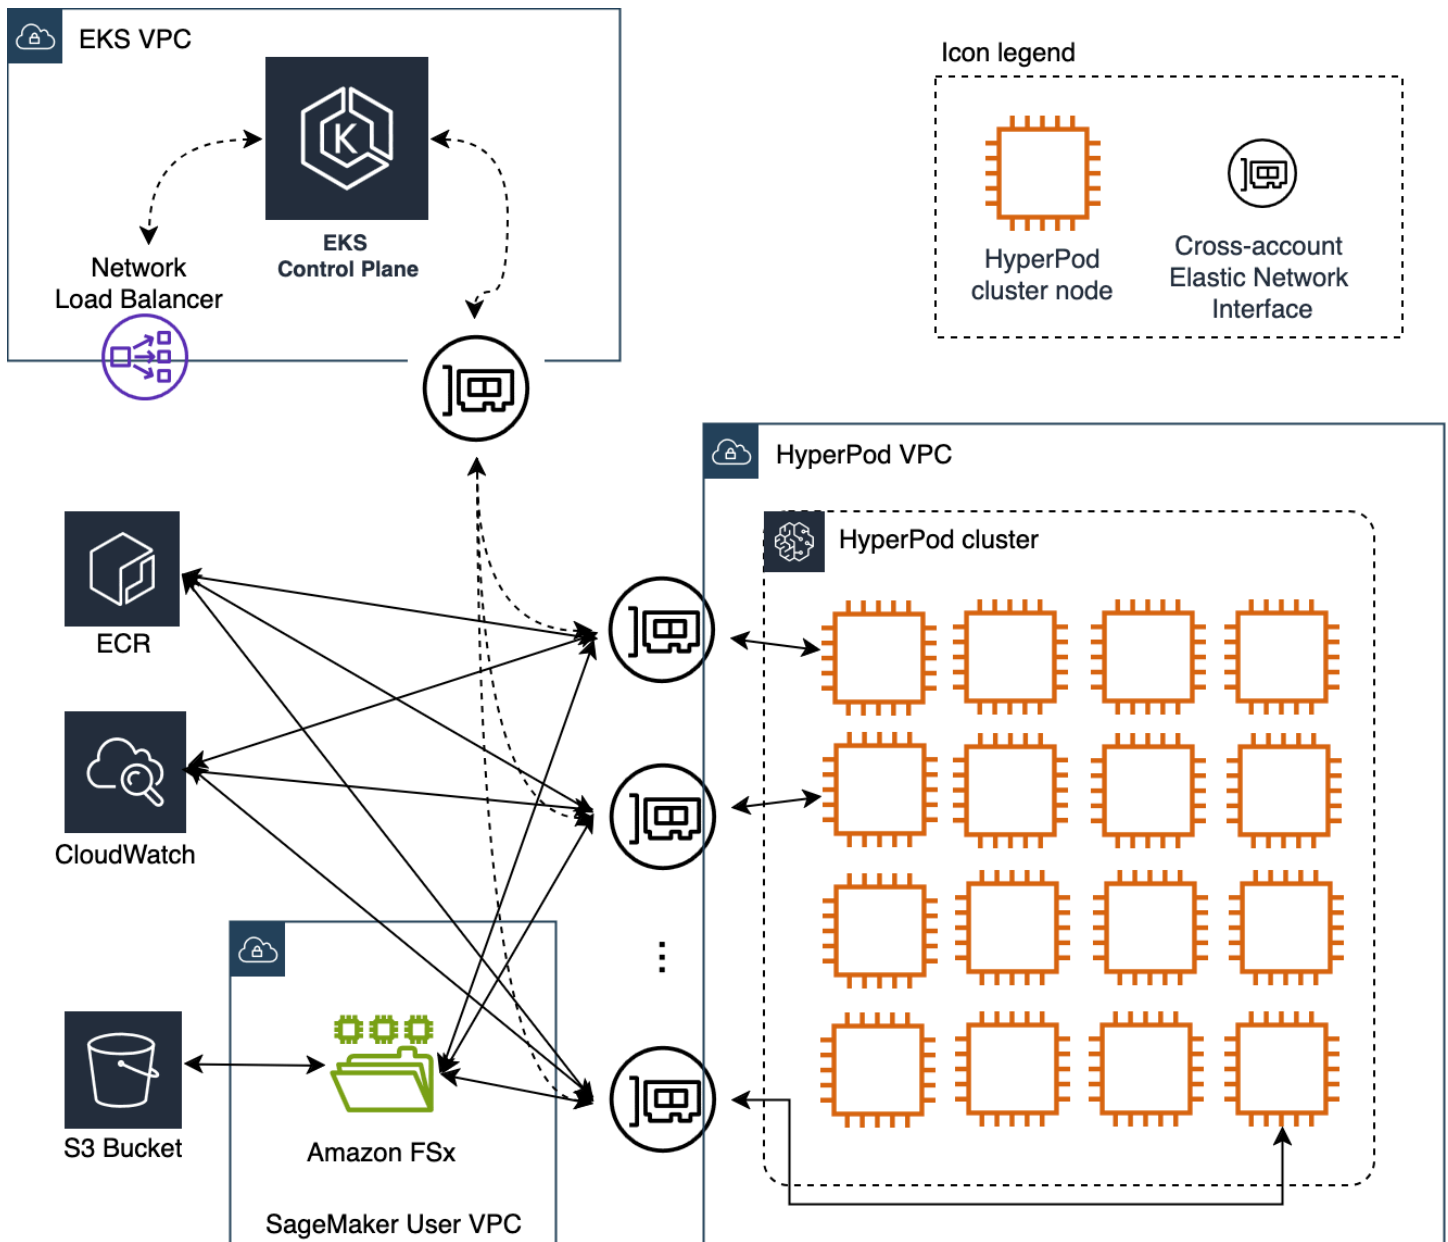 EKS VPC
K
EKS
Control Plane
Network
Load Balancer
Icon legend
HyperPod
cluster node
Cross-account
Elastic Network
Interface
HyperPod VPC
HyperPod cluster
ECR
CloudWatch
S3 Bucket
Amazon FSx
SageMaker User VPC